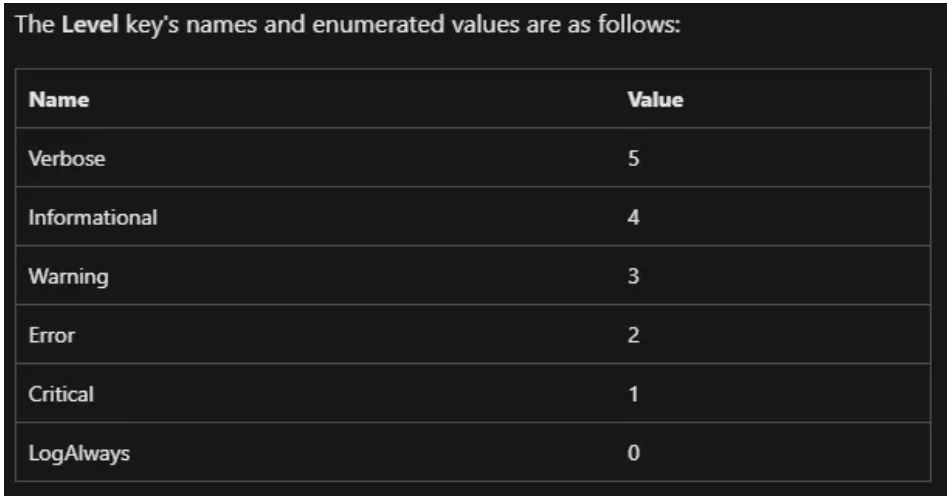 The Level key's names and enumerated values are as follows:
Name Value
Verbose 5
Informational 4
Warning 3
Error 2
Critical 1
LogAlways 0